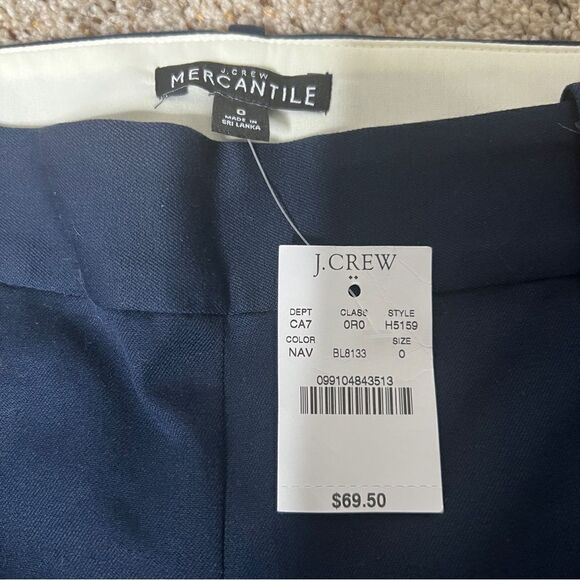 J.CREW
MERCANTILE
0
MADE IN
SRI LANKA
J.CREW
DEPT CLASS STYLE
CA7 0R0 H5159
COLOR SIZE
NAV BL8133 0
099104843513
$69.50